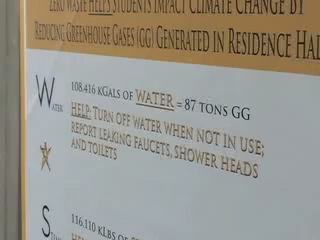 ZERO WASTE HELPS STUDENTS IMPACT CLIMATE CHANGE BY
REDUCING GREENHOUSE GASES (GG) GENERATED IN RESIDENCE HAL
WATER
108.416 KGALS OF WATER = 87 TONS GG
HELP: TURN OFF WATER WHEN NOT IN USE;
REPORT LEAKING FAUCETS, SHOWER HEADS
AND TOILETS
116,110 KLBS OF